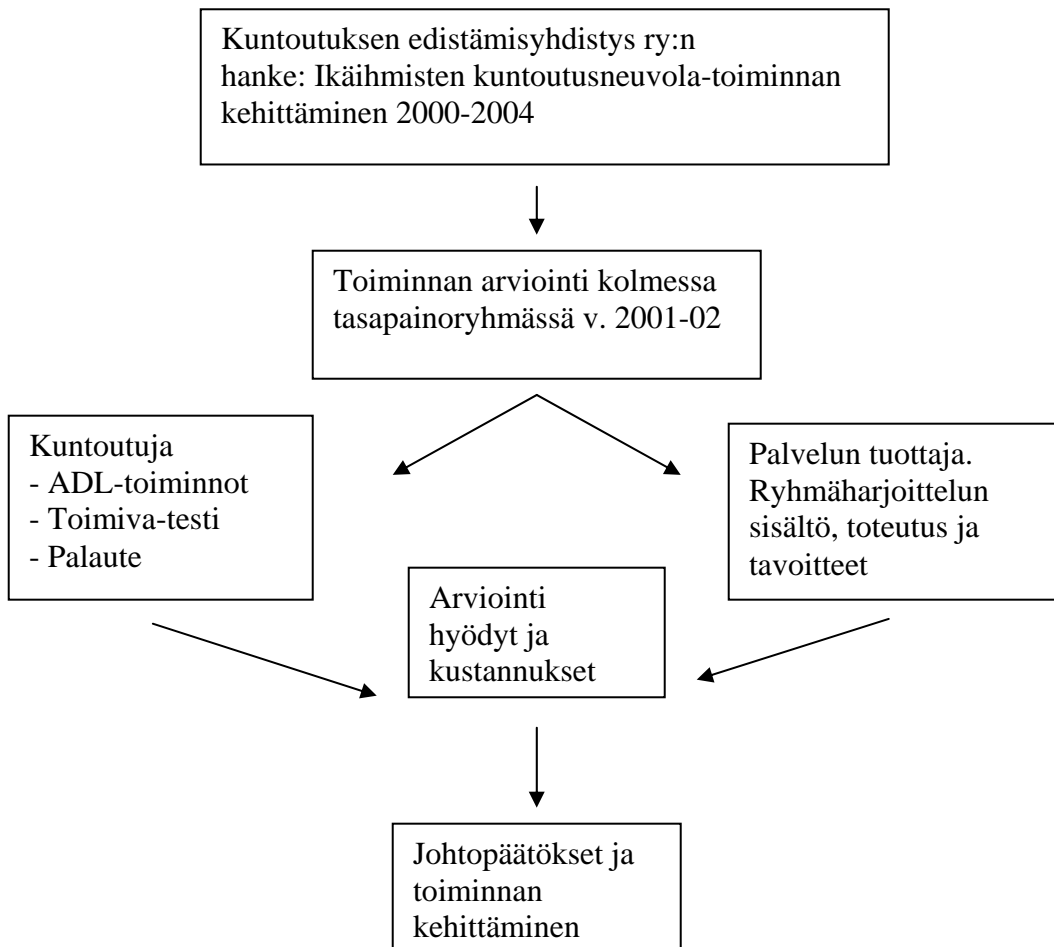 Kuntoutuksen edistämisyhdistys ry:n
hanke: Ikäihmisten kuntoutusneuvola-toiminnan
kehittäminen 2000-2004
Toiminnan arviointi kolmessa
tasapainoryhmässä v. 2001-02
Kuntoutuja
- ADL-toiminnot
- Toimiva-testi
- Palaute
Palvelun tuottaja.
Ryhmäharjoittelun
sisältö, toteutus ja
tavoitteet
Arviointi
hyödyt ja
kustannukset
Johtopäätökset ja
toiminnan
kehittäminen